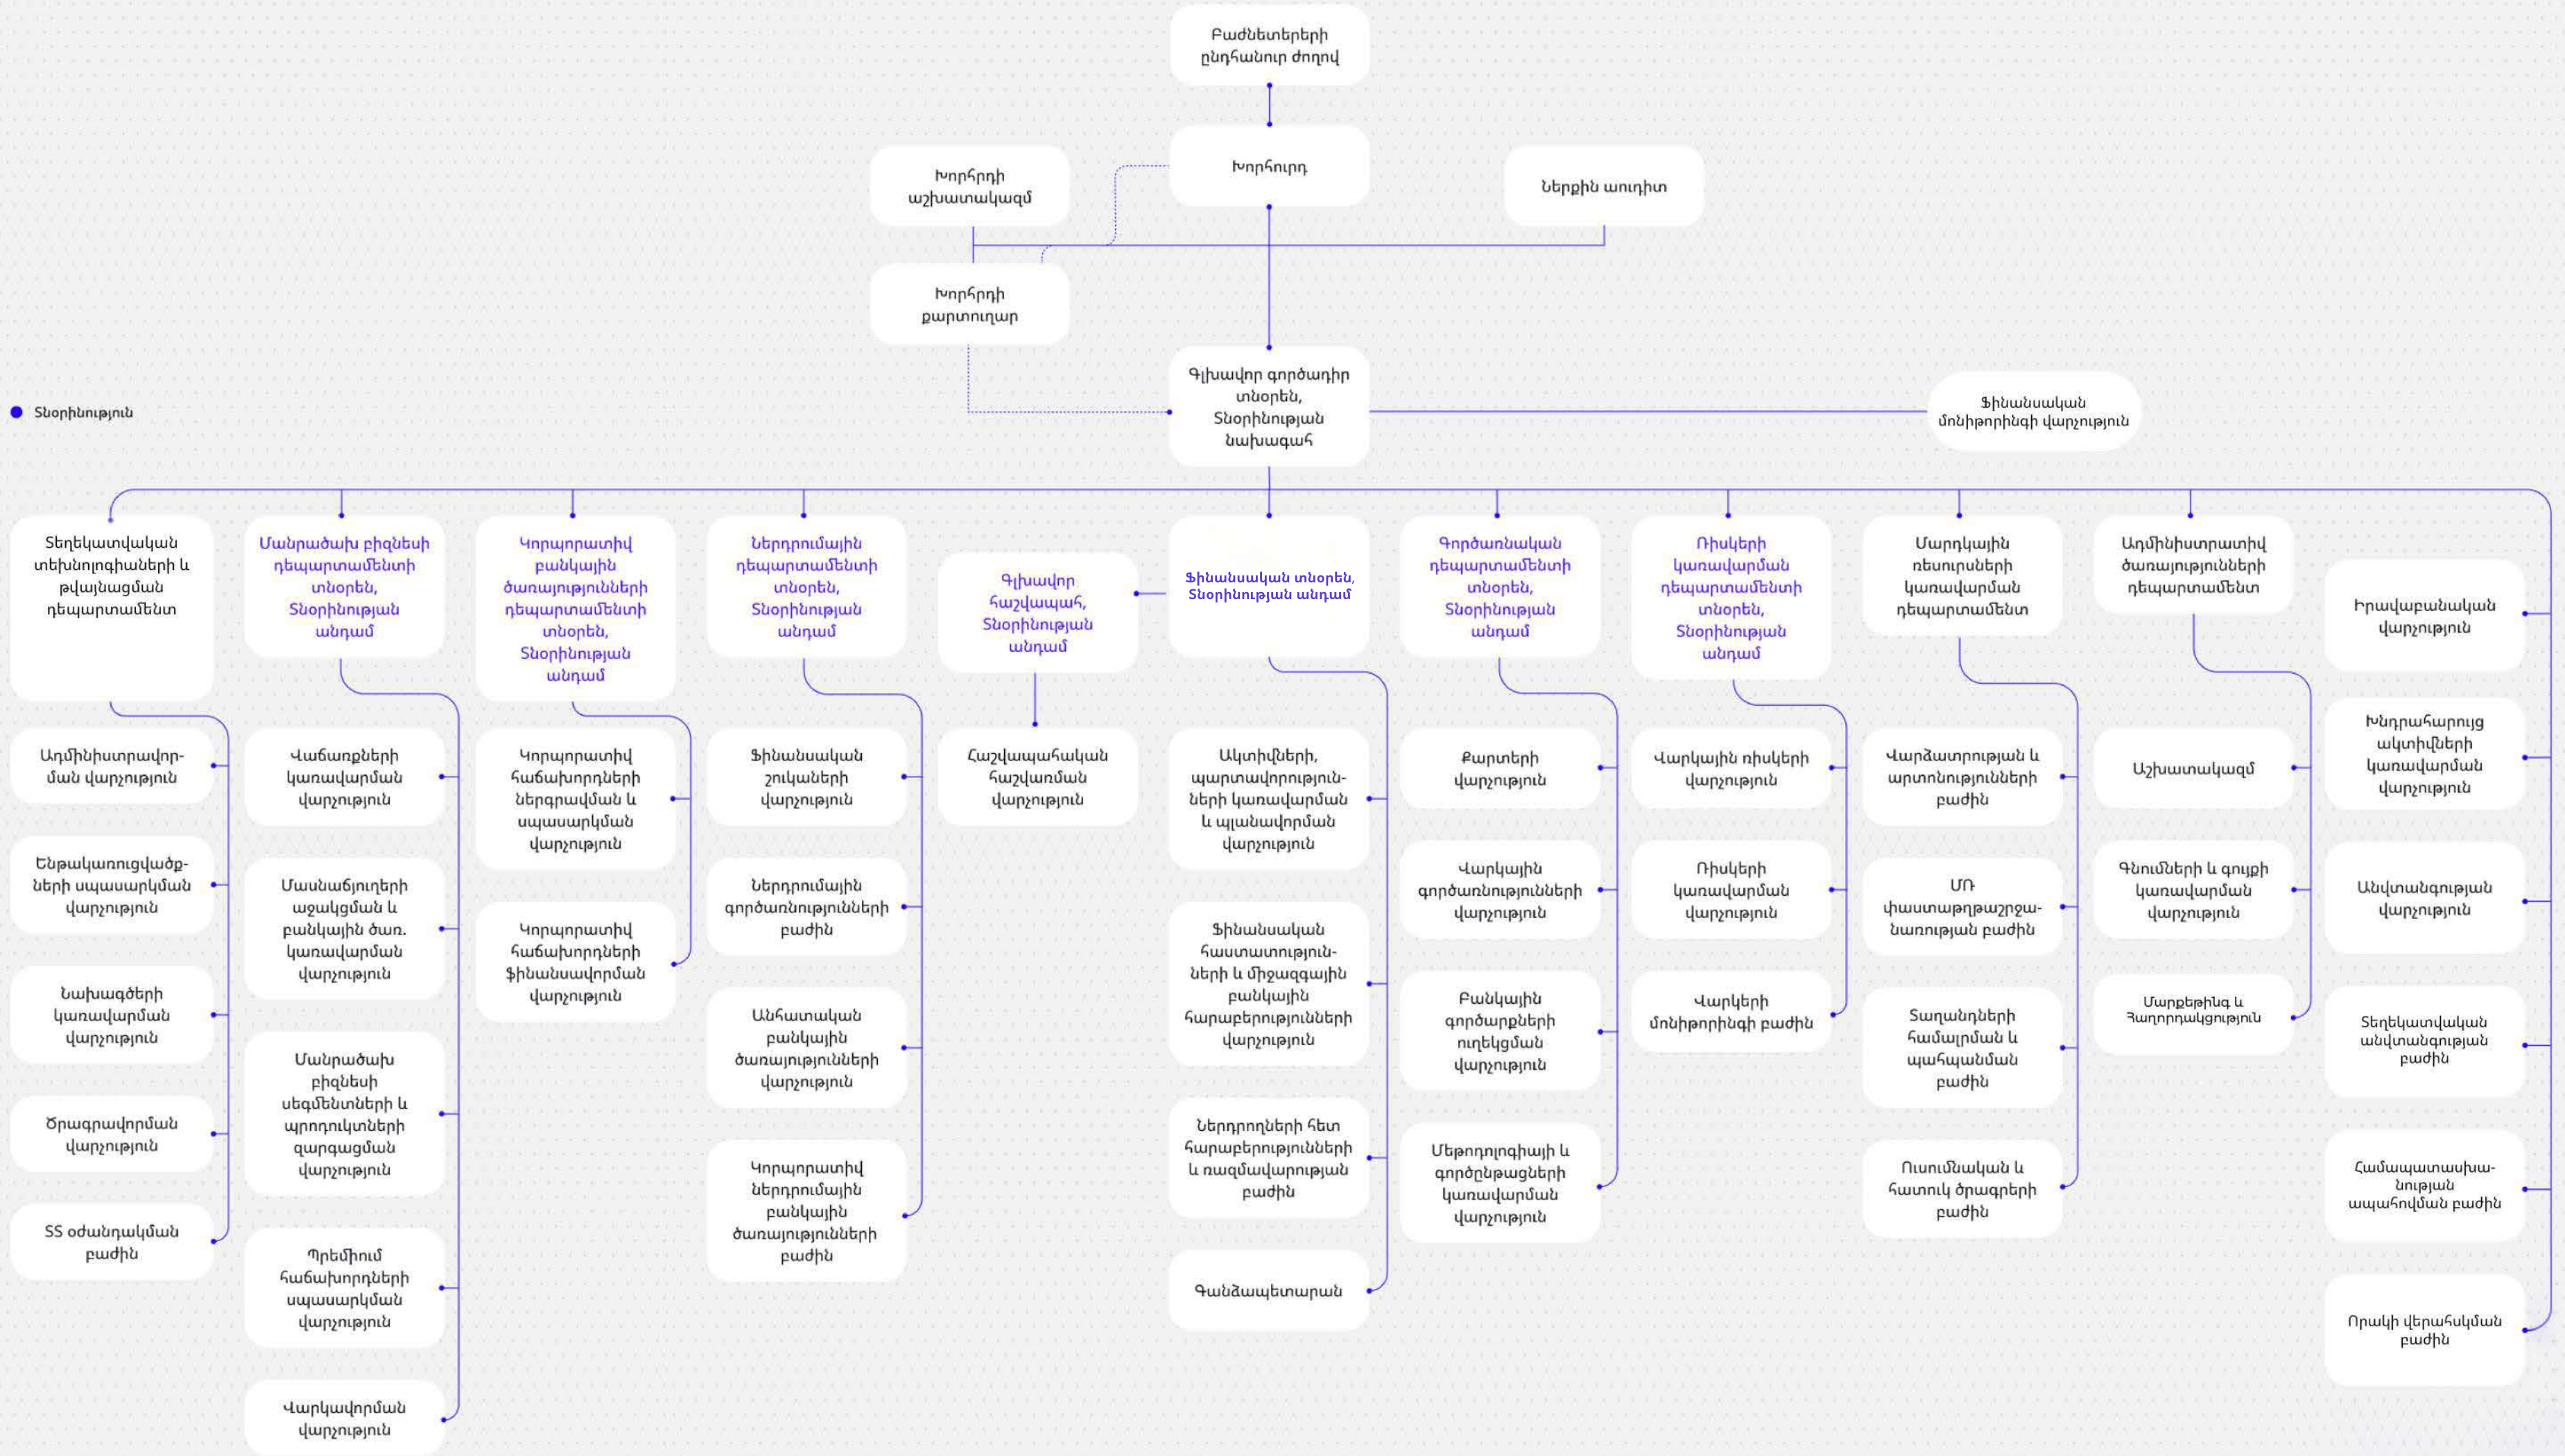 Բաժնետերերի
ընդհանուր ժողով
Խորհուրդ
Խորհրդի
աշխատակազմ
Ներքին աուդիտ
Խորհրդի
քարտուղար
Գլխավոր գործադիր
տնօրեն,
Տնօրինության
նախագահ
Ֆինանսական
մոնիթորինգի վարչություն
Տնօրինություն
Տեղեկատվական
տեխնոլոգիաների և
թվայնացման
դեպարտամենտ
Ադմինիստրավոր-
ման վարչություն
Ենթակառուցվածք-
ների սպասարկման
վարչություն
Նախագծերի
կառավարման
վարչություն
Ծրագրավորման
վարչություն
ՏՏ օժանդակման
բաժին
Մանրածախ բիզնեսի
դեպարտամենտի
տնօրեն,
Տնօրինության
անդամ
Վաճառքների
կառավարման
վարչություն
Մասնաճյուղերի
աջակցման և
բանկային ծառ.
կառավարման
վարչություն
Մանրածախ
բիզնեսի
սեգմենտների և
պրոդուկտների
զարգացման
վարչություն
Պրեմիում
հաճախորդների
սպասարկման
վարչություն
Վարկավորման
վարչություն
Կորպորատիվ
բանկային
ծառայությունների
դեպարտամենտի
տնօրեն,
Տնօրինության
անդամ
Կորպորատիվ
հաճախորդների
ներգրավման և
սպասարկման
վարչություն
Կորպորատիվ
հաճախորդների
ֆինանսավորման
վարչություն
Ներդրումային
դեպարտամենտի
տնօրեն,
Տնօրինության
անդամ
Ֆինանսական
շուկաների
վարչություն
Ներդրումային
գործառնությունների
բաժին
Անհատական
բանկային
ծառայությունների
վարչություն
Կորպորատիվ
ներդրումային
բանկային
ծառայությունների
բաժին
Գլխավոր
հաշվապահ,
Տնօրինության
անդամ
Հաշվապահական
հաշվառման
վարչություն
Ֆինանսական տնօրեն,
Տնօրինության անդամ
Ակտիվների,
պարտավորություն-
ների կառավարման
և պլանավորման
վարչություն
Ֆինանսական
հաստատություն-
ների և միջազգային
բանկային
հարաբերությունների
վարչություն
Ներդրողների հետ
հարաբերությունների
և ռազմավարության
բաժին
Գանձապետարան
Գործառնական
դեպարտամենտի
տնօրեն,
Տնօրինության
անդամ
Քարտերի
վարչություն
Վարկային
գործառնությունների
վարչություն
Բանկային
գործարքների
ուղեկցման
վարչություն
Մեթոդոլոգիայի և
գործընթացների
կառավարման
վարչություն
Ռիսկերի
կառավարման
դեպարտամենտի
տնօրեն,
Տնօրինության
անդամ
Վարկային ռիսկերի
վարչություն
Ռիսկերի
կառավարման
վարչություն
Վարկերի
մոնիթորինգի բաժին
Մարդկային
ռեսուրսների
կառավարման
դեպարտամենտ
Վարձատրության և
արտոնությունների
բաժին
ՄՌ
փաստաթղթաշրջա-
նառության բաժին
Տաղանդների
համալրման և
պահպանման
բաժին
Ուսումնական և
հատուկ ծրագրերի
բաժին
Ադմինիստրատիվ
ծառայությունների
դեպարտամենտ
Աշխատակազմ
Գնումների և գույքի
կառավարման
վարչություն
Մարքեթինգ և
Հաղորդակցություն
Իրավաբանական
վարչություն
Խնդրահարույց
ակտիվների
կառավարման
վարչություն
Անվտանգության
վարչություն
Տեղեկատվական
անվտանգության
բաժին
Համապատասխա-
նության
ապահովման բաժին
Որակի վերահսկման
բաժին